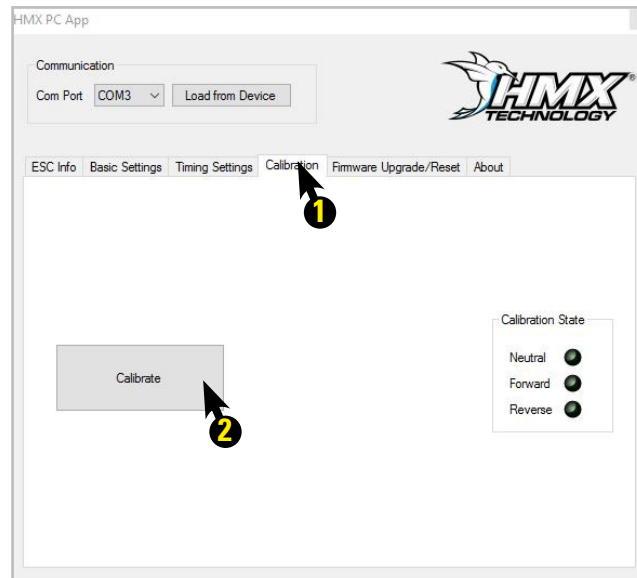 HMX PC App
Communication
Com Port COM3 Load from Device
HMX®
TECHNOLOGY
ESC Info Basic Settings Timing Settings Calibration Firmware Upgrade/Reset About
1
Calibration State
Neutral
Calibrate
Forward
Reverse
2